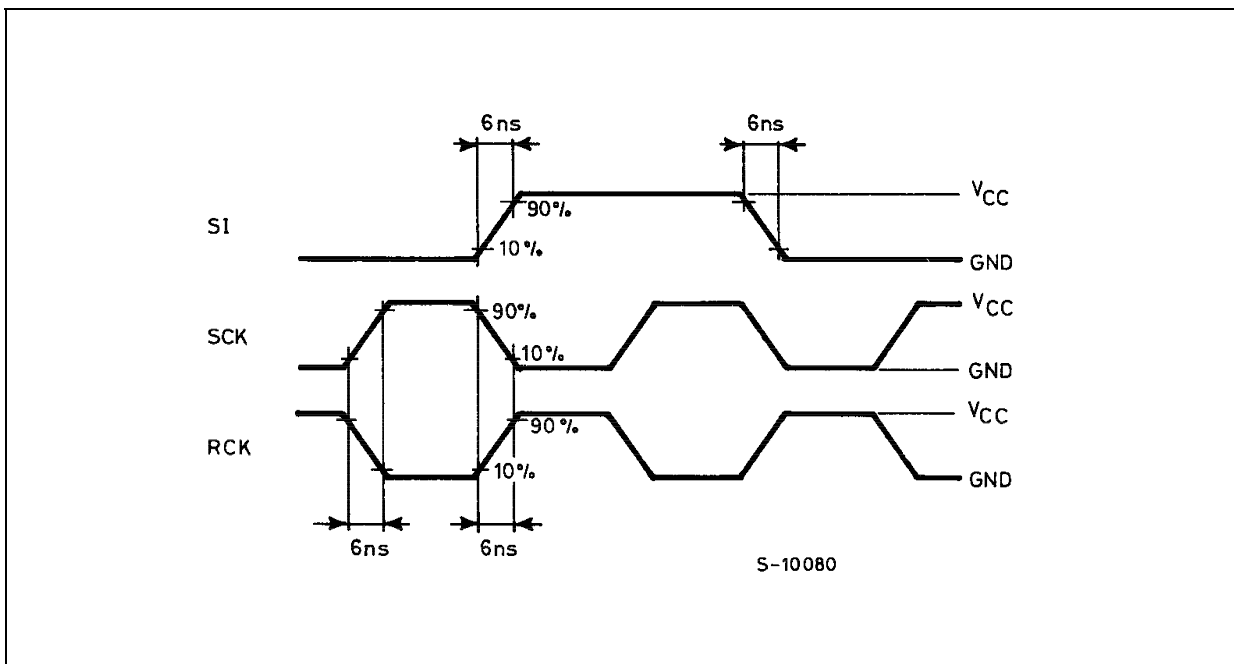 6ns 6ns
VCC
90%
SI
10%
GND
VCC
90%
SCK
10%
GND
VCC
90%
RCK
10%
GND
6ns 6ns
S-10080